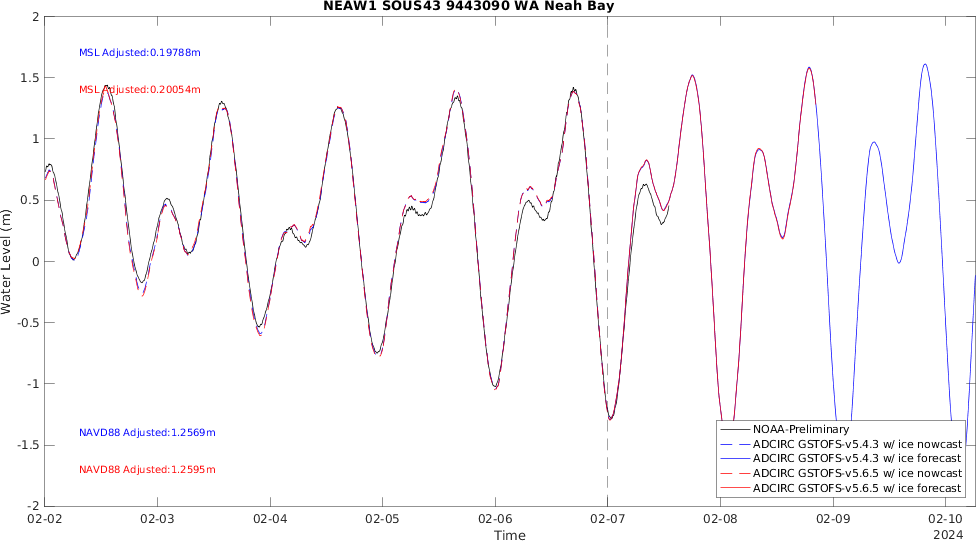 NEAW1 SOUS43 9443090 WA Neah Bay
2
1.5
1
0.5
0
-0.5
-1
-1.5
-2
Water Level (m)
MSL Adjusted:0.19788m
MSL Adjusted:0.20054m
NAVD88 Adjusted:1.2569m
NAVD88 Adjusted:1.2595m
NOAA-Preliminary
ADCIRC GSTOFS-v5.4.3 w/ ice nowcast
ADCIRC GSTOFS-v5.4.3 w/ ice forecast
ADCIRC GSTOFS-v5.6.5 w/ ice nowcast
ADCIRC GSTOFS-v5.6.5 w/ ice forecast
02-02 02-03 02-04 02-05 02-06 02-07 02-08 02-09 02-10
Time
2024